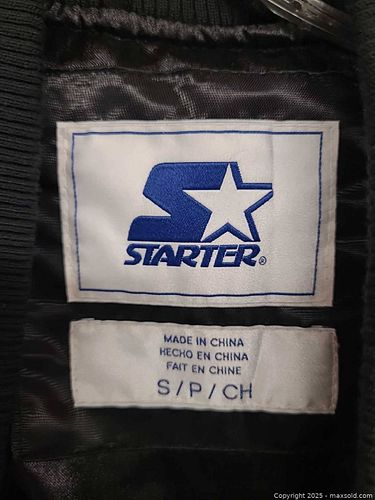 STARTER®
MADE IN CHINA
HECHO EN CHINA
FAIT EN CHINE
S/P/CH
Copyright 2025 - maxsold.com